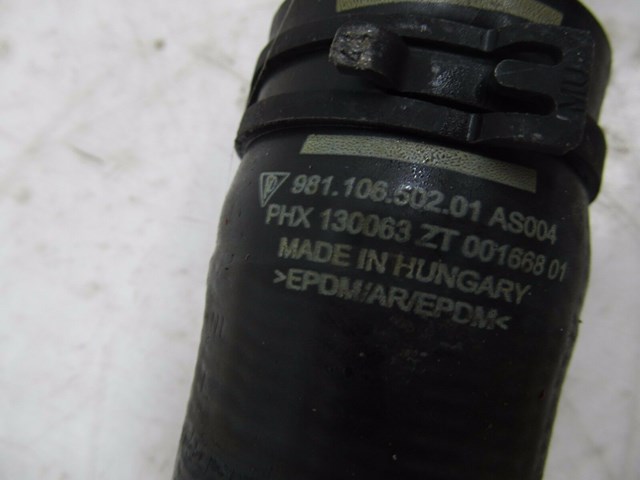 981.106.502.01 AS004
PHX 130063 ZT 001668 01
MADE IN HUNGARY
>EPDM/AR/EPDM<